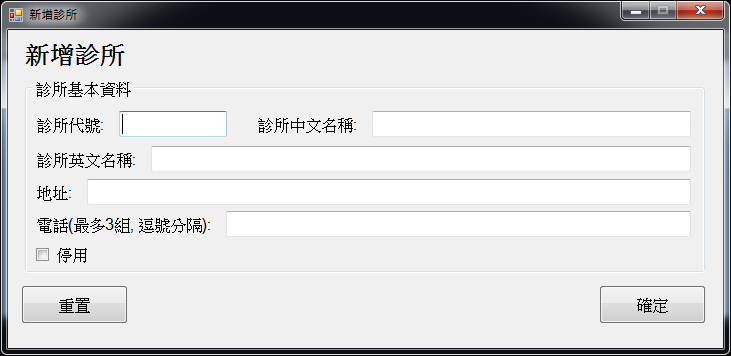 新增診所
新增診所
診所基本資料
診所代號: 診所中文名稱:
診所英文名稱:
地址:
電話(最多3組, 逗號分隔):
停用
重置 確定